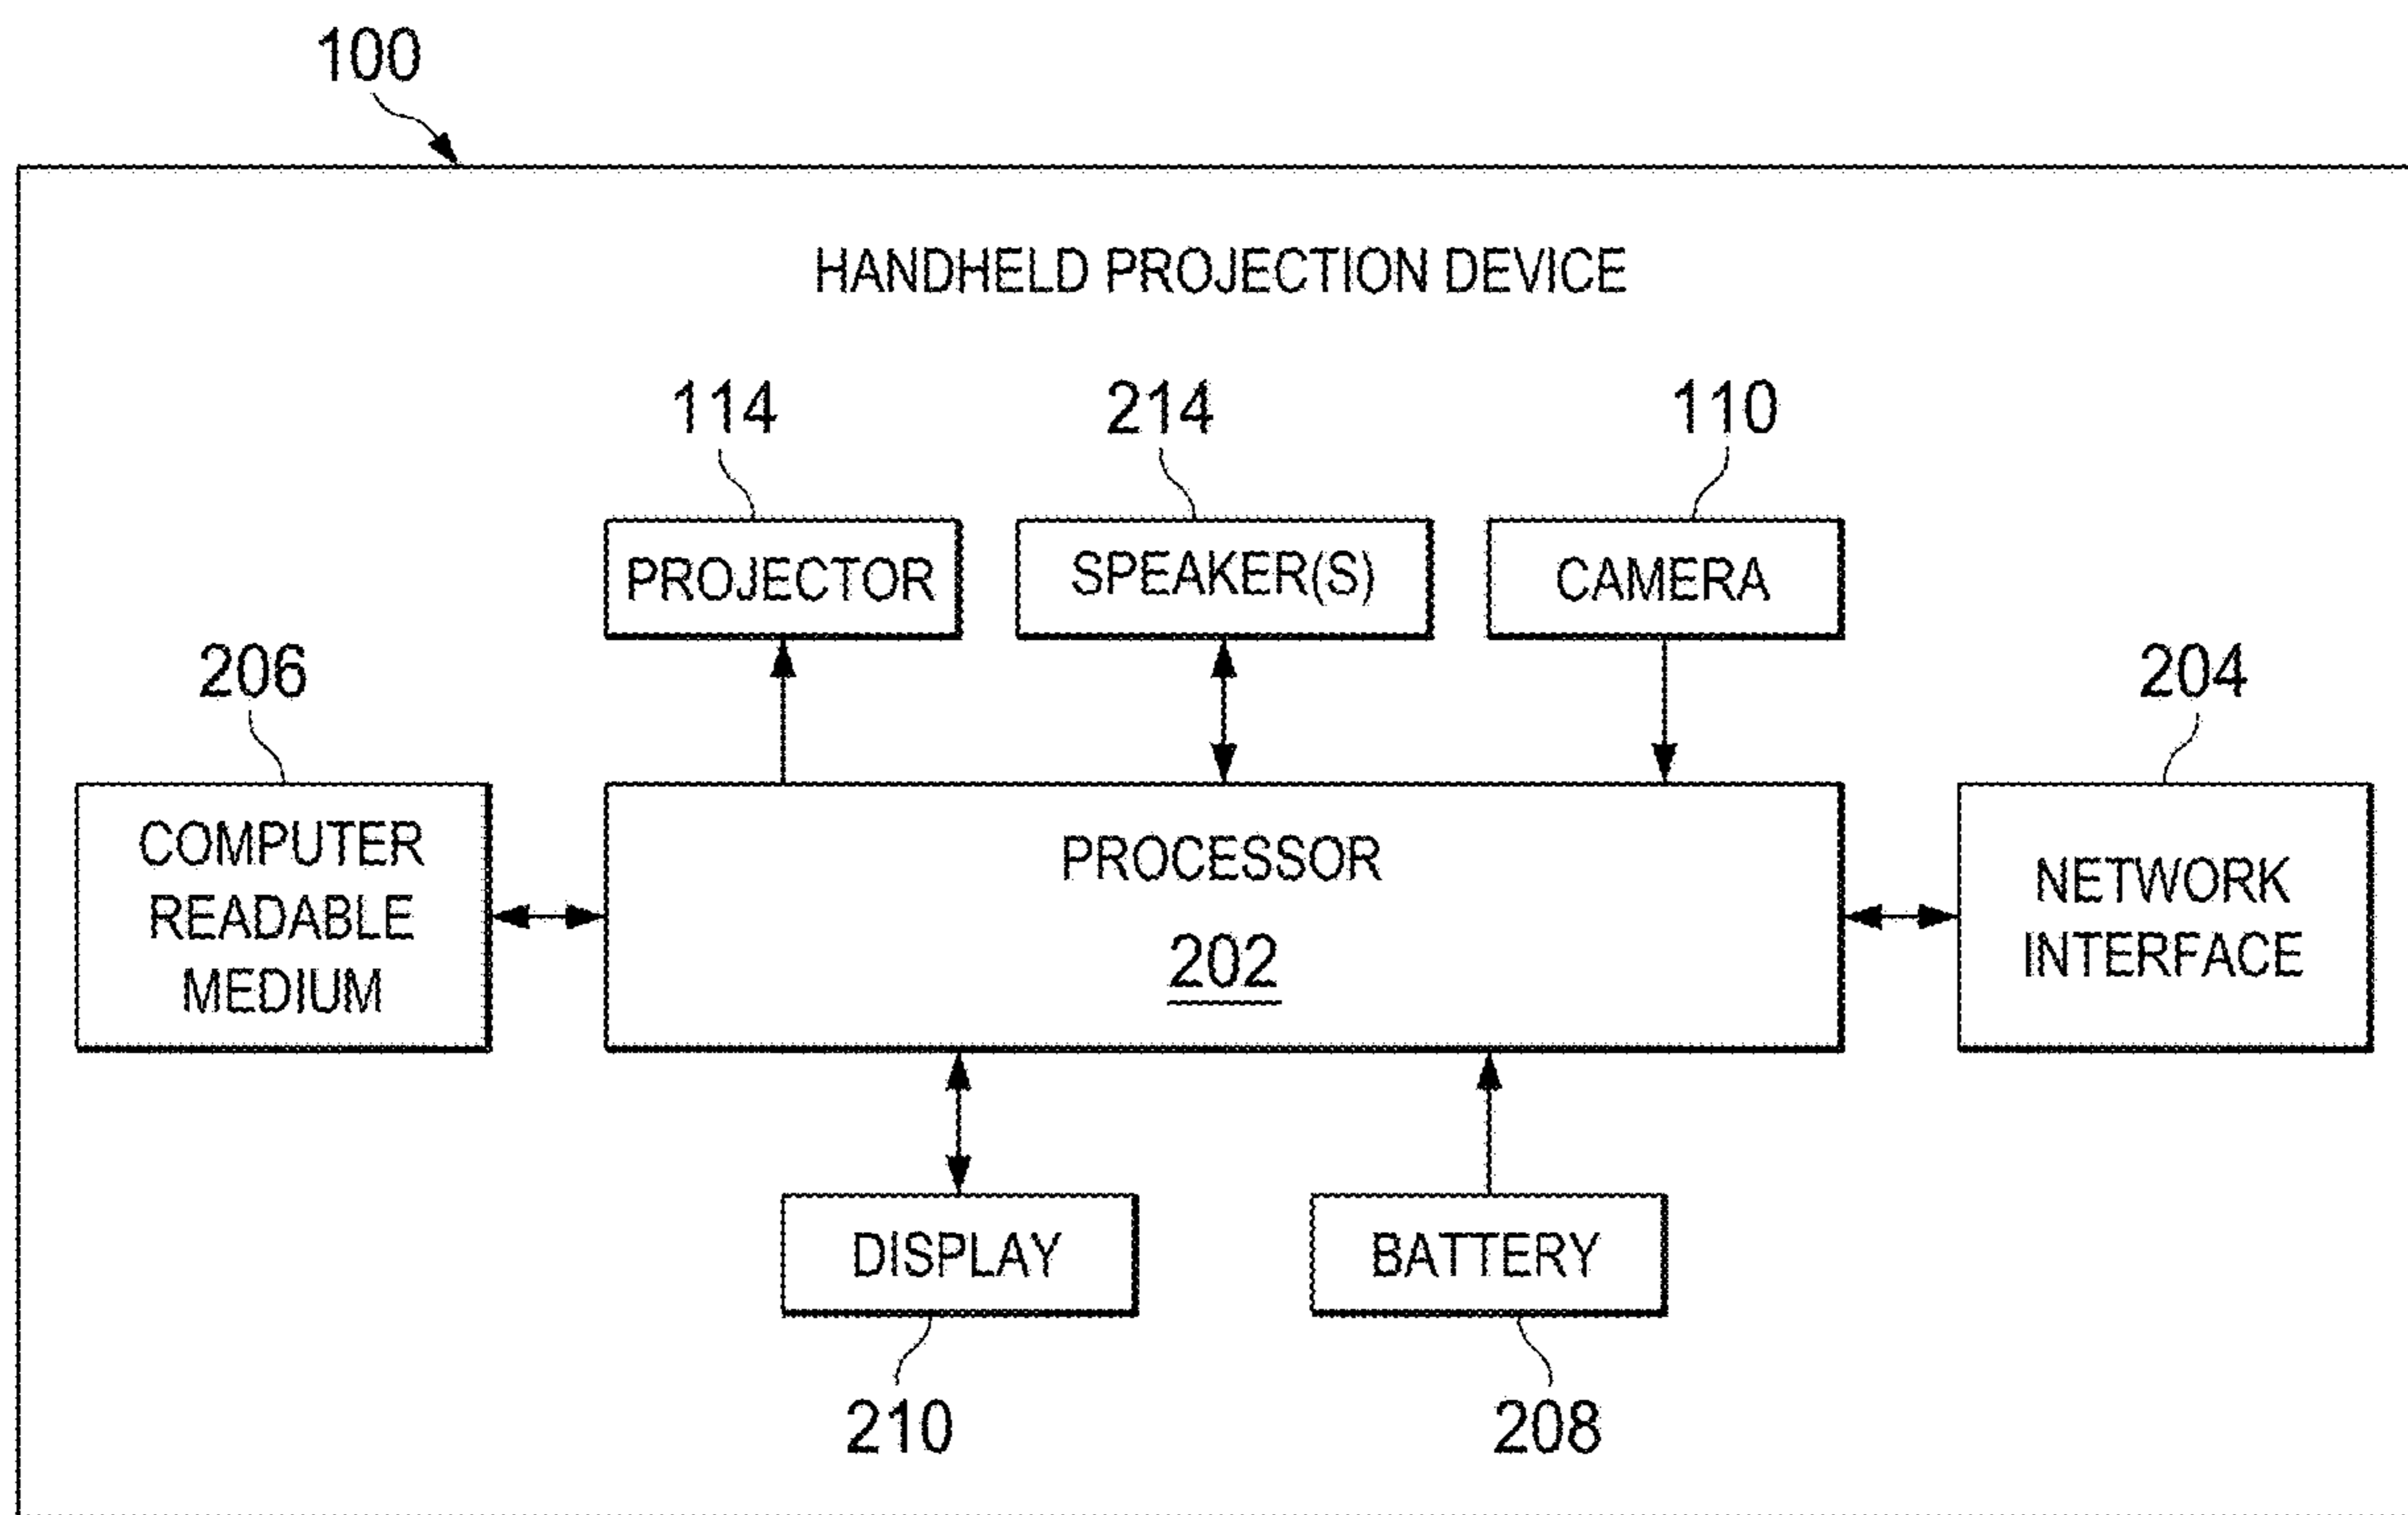 100
HANDHELD PROJECTION DEVICE
114
214
110
PROJECTOR
SPEAKER(S)
CAMERA
206
204
COMPUTER
READABLE
MEDIUM
PROCESSOR
202
NETWORK
INTERFACE
DISPLAY
BATTERY
210
208